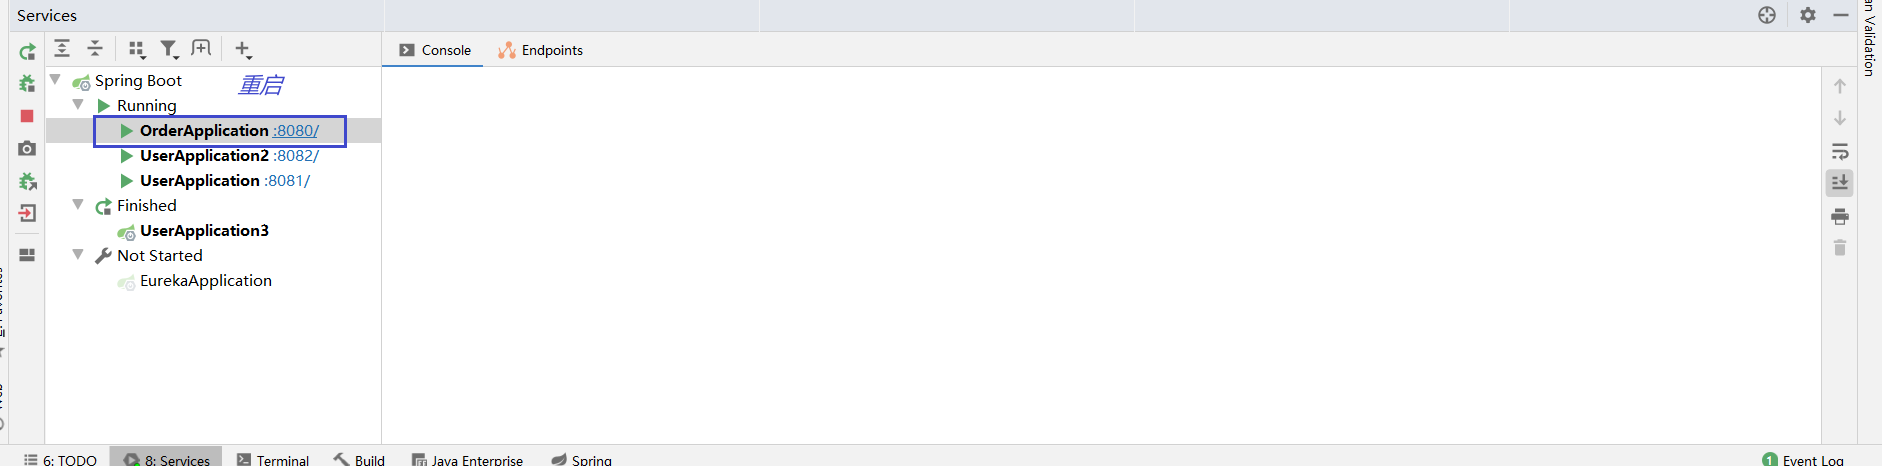 Services
an Validation
Console
Endpoints
Spring Boot
重启
Running
OrderApplication :8080/
UserApplication2 :8082/
UserApplication :8081/
Finished
UserApplication3
Not Started
EurekaApplication
6: TODO
8: Services
Terminal
Build
Java Enterprise
Spring
1 Event Log